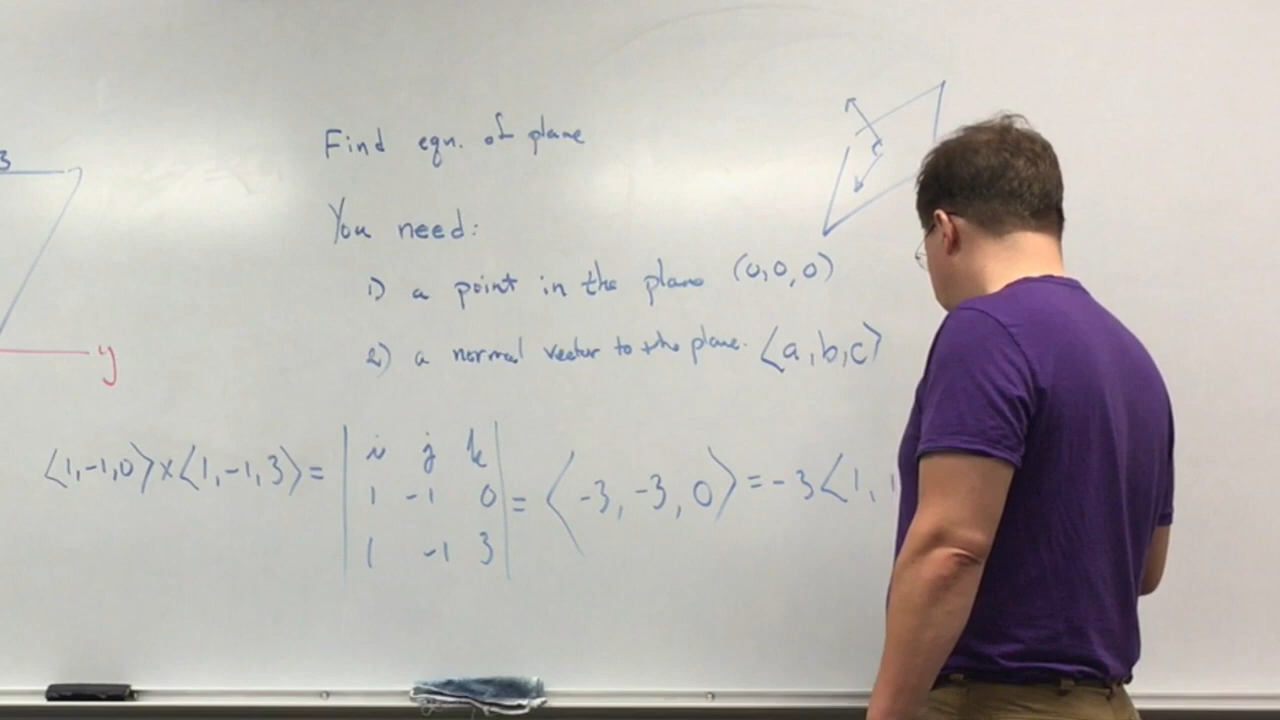 3
Find eqn. of plane
You need:
1) a point in the plane (0,0,0)
2) a normal vector to the plane. <a,b,c>
y
<1,-1,0>x<1,-1,3>= | i j k | = <-3,-3,0> = -3<1,1
1 -1 0
1 -1 3